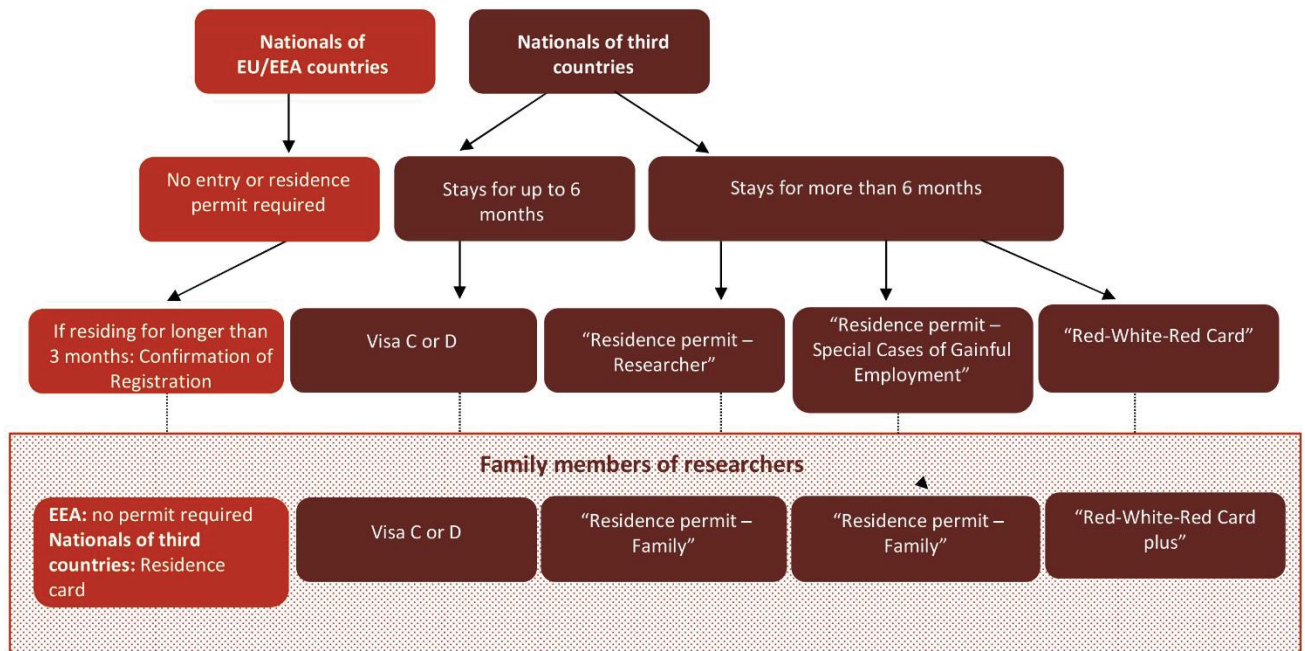 Nationals of
EU/EEA countries
Nationals of third
countries
No entry or residence
permit required
Stays for up to 6
months
Stays for more than 6 months
If residing for longer than
3 months: Confirmation of
Registration
Visa C or D
“Residence permit –
Researcher”
“Residence permit –
Special Cases of Gainful
Employment”
“Red-White-Red Card”
Family members of researchers
EEA: no permit required
Nationals of third
countries: Residence
card
Visa C or D
“Residence permit –
Family”
“Residence permit –
Family”
“Red-White-Red Card
plus”